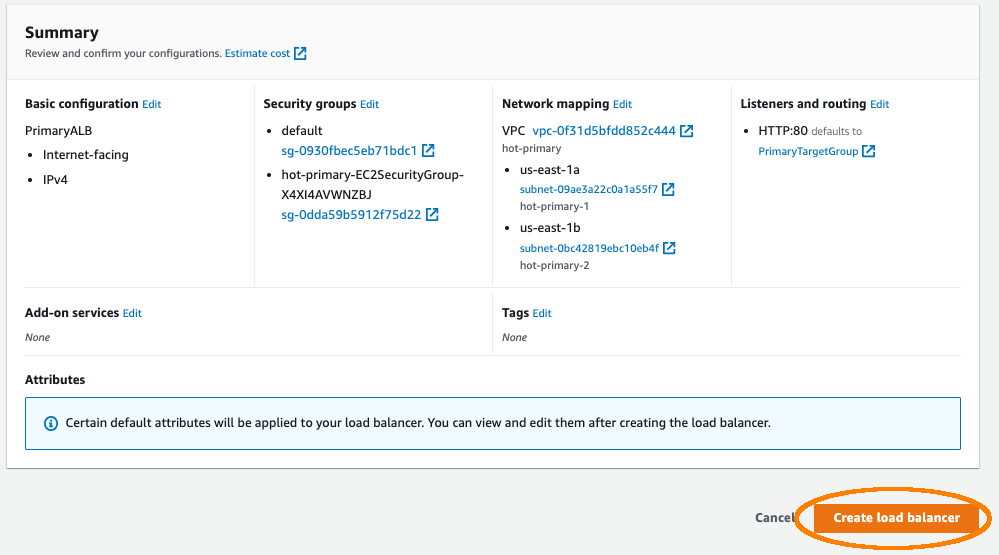 Summary
Review and confirm your configurations. Estimate cost
Basic configuration Edit
PrimaryALB
• Internet-facing
• IPv4
Security groups Edit
• default
sg-0930fbec5eb71bdc1
• hot-primary-EC2SecurityGroup-
X4XI4AVWNZBJ
sg-0dda59b5912f75d22
Network mapping Edit
VPC vpc-0f31d5bfdd852c444
hot-primary
• us-east-1a
subnet-09ae3a22c0a1a55f7
hot-primary-1
• us-east-1b
subnet-0bc42819ebc10eb4f
hot-primary-2
Listeners and routing Edit
• HTTP:80 defaults to
PrimaryTargetGroup
Add-on services Edit
None
Tags Edit
None
Attributes
Certain default attributes will be applied to your load balancer. You can view and edit them after creating the load balancer.
Cancel
Create load balancer